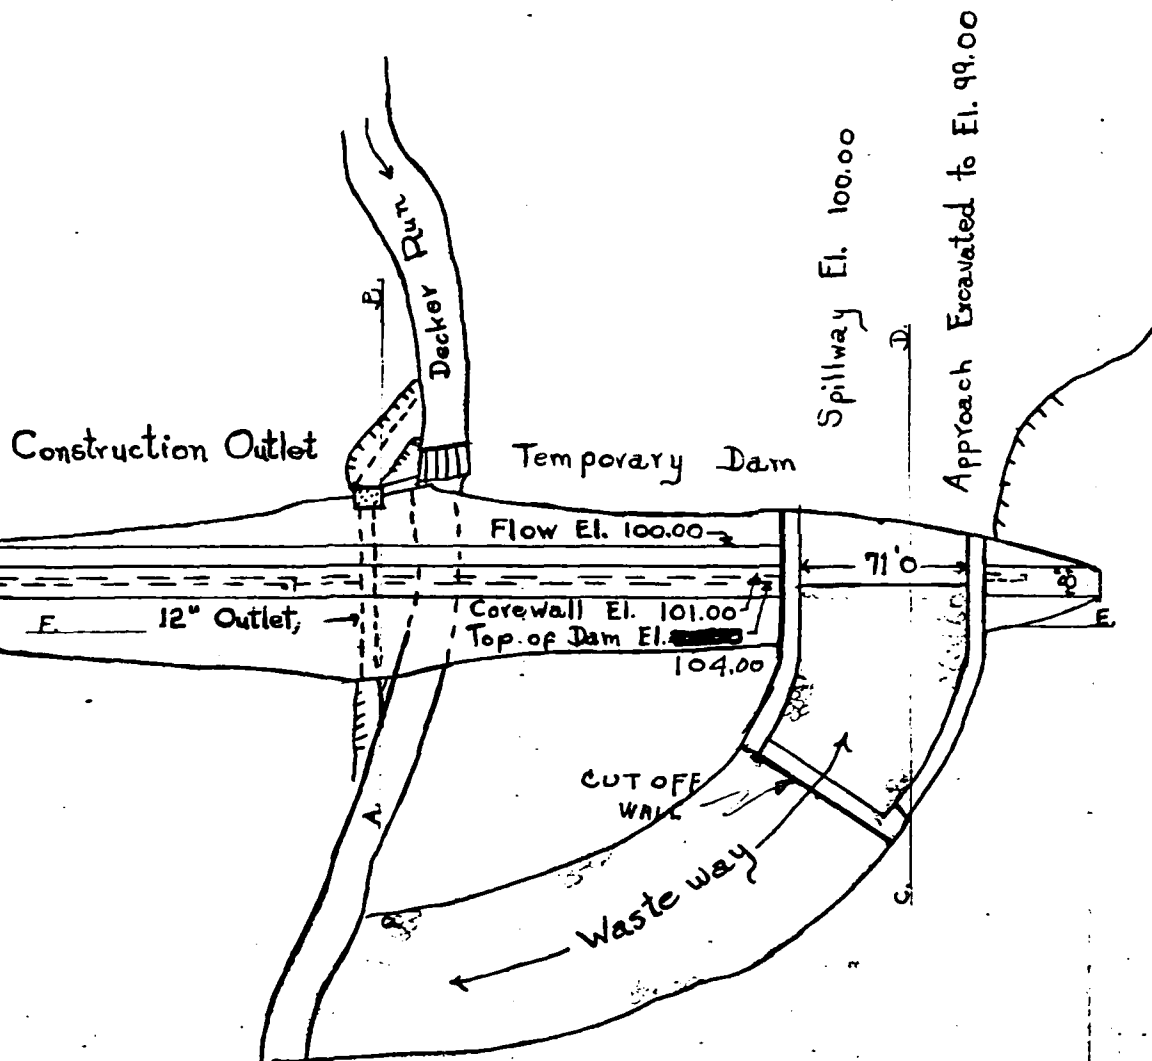 Approach Excavated to El. 99.00
Spillway El. 100.00
Decker Run
B.
D.
Construction Outlet
Temporary Dam
Flow El. 100.00
71'0
8"
12" Outlet;
Corewall El. 101.00
Top of Dam El.
104.00
E.
E.
CUT OFF
WALL
A.
C.
Waste way